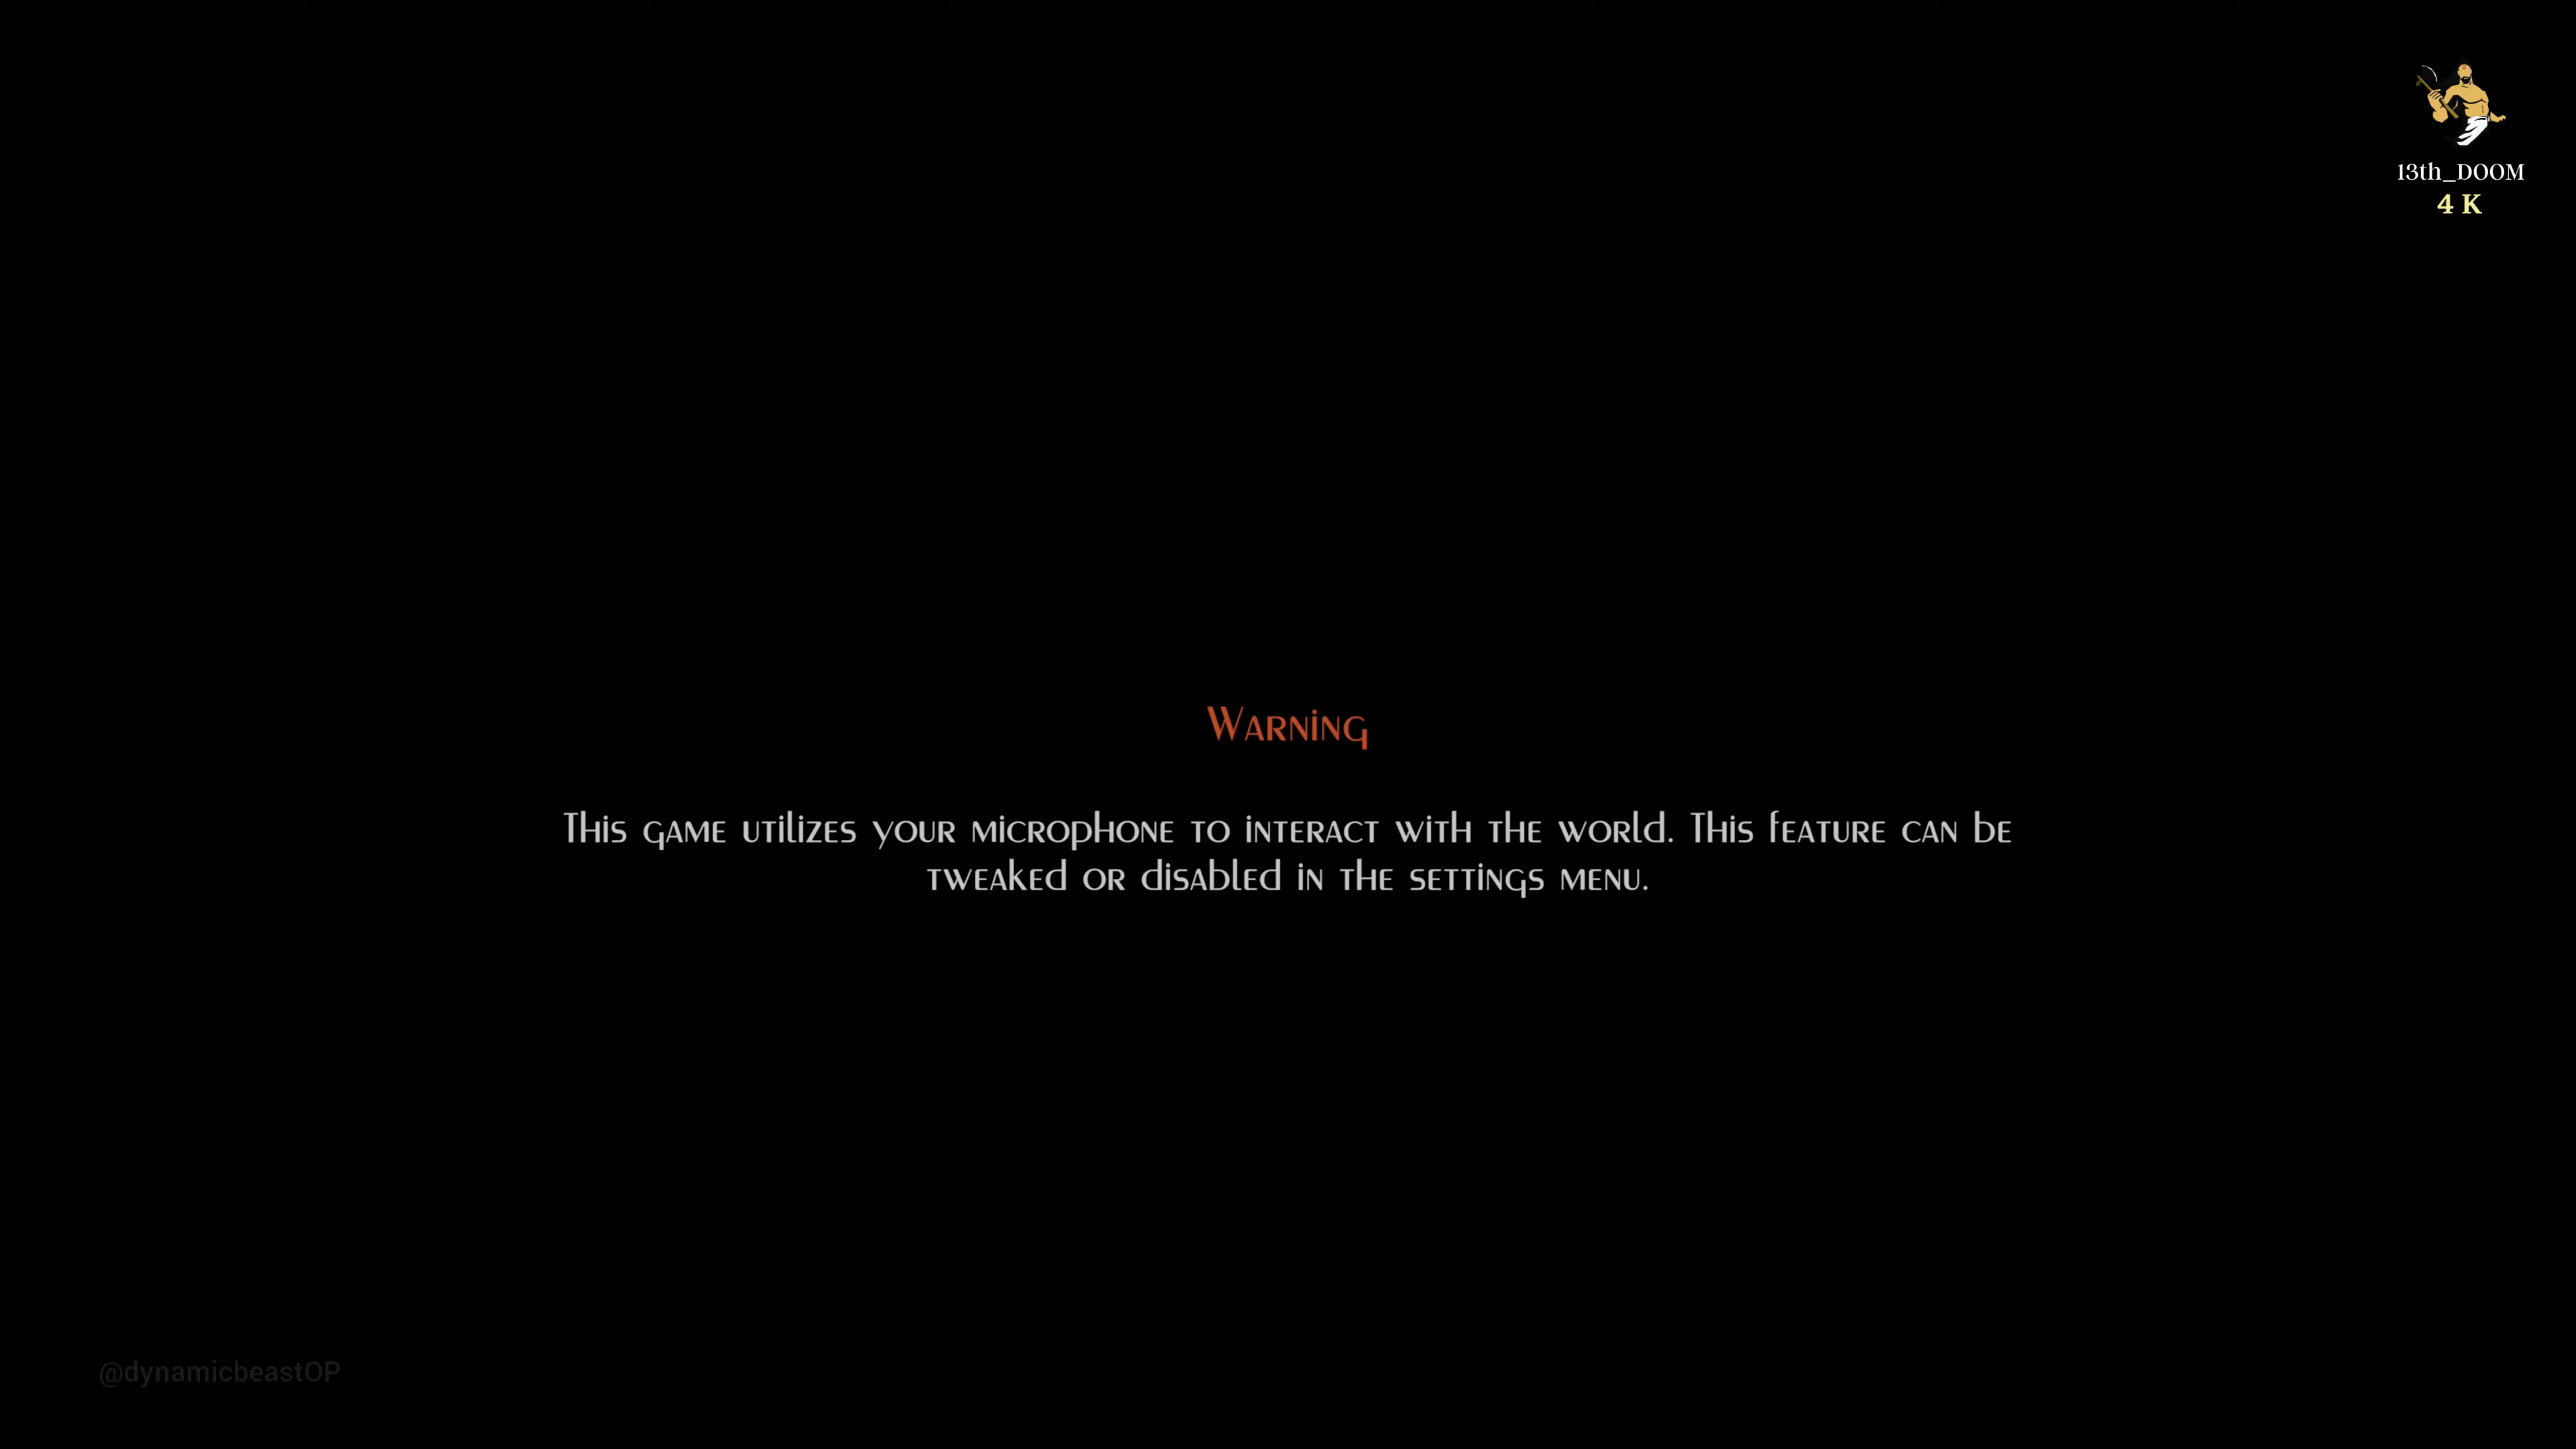 13th_DOOM
4 K
Warning
This game utilizes your microphone to interact with the world. This feature can be
tweaked or disabled in the settings menu.
@dynamicbeastOP